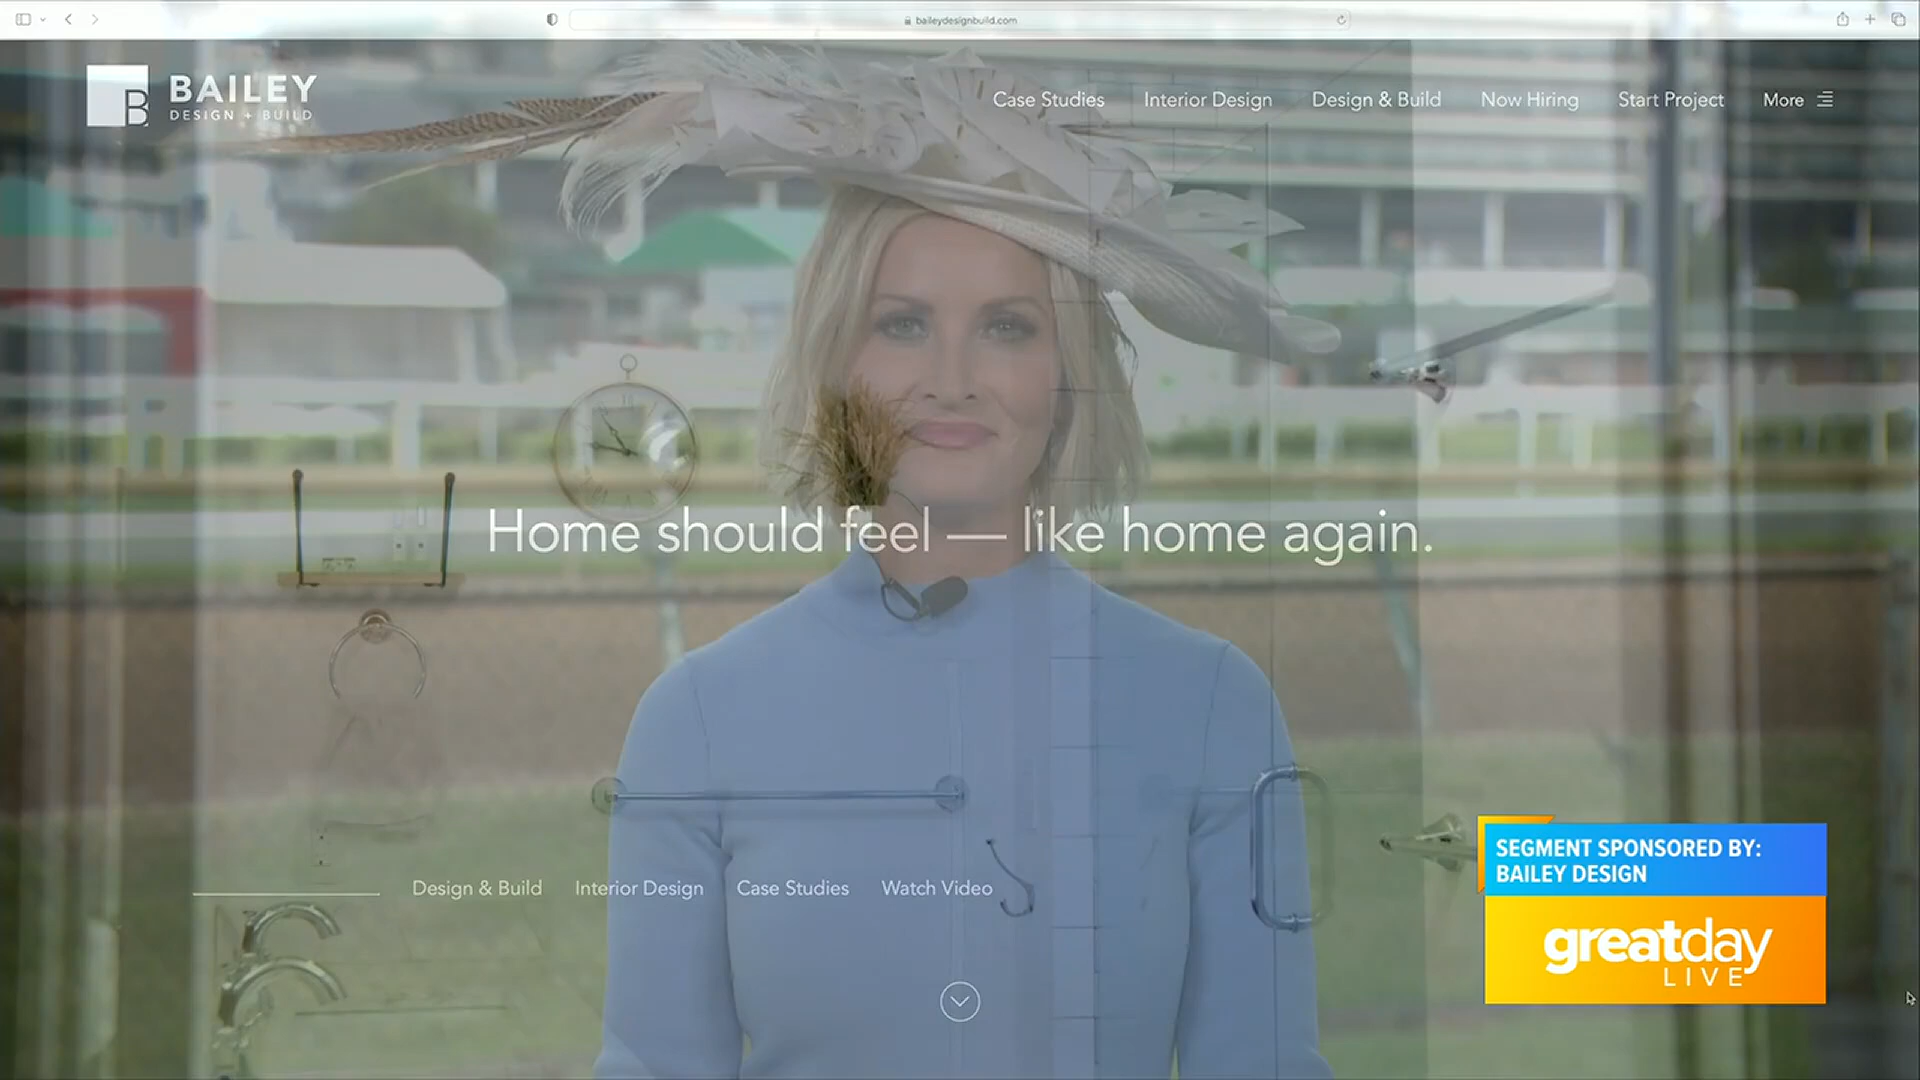 baileydesignbuild.com
B
BAILEY
DESIGN + BUILD
Case Studies
Interior Design
Design & Build
Now Hiring
Start Project
More
Home should feel — like home again.
Design & Build
Interior Design
Case Studies
Watch Video
SEGMENT SPONSORED BY:
BAILEY DESIGN
greatday
LIVE